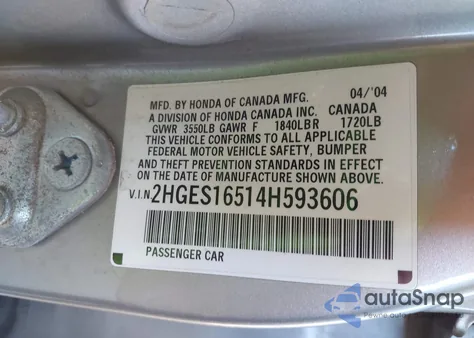 MFD. BY HONDA OF CANADA MFG. 04/'04
A DIVISION OF HONDA CANADA INC. CANADA
GVWR 3550LB GAWR F 1840LBR 1720LB
THIS VEHICLE CONFORMS TO ALL APPLICABLE
FEDERAL MOTOR VEHICLE SAFETY, BUMPER
AND THEFT PREVENTION STANDARDS IN EFFECT
ON THE DATE OF MANUFACTURE SHOWN ABOVE.
V.I.N. 2HGES16514H593606
PASSENGER CAR
autoSnap